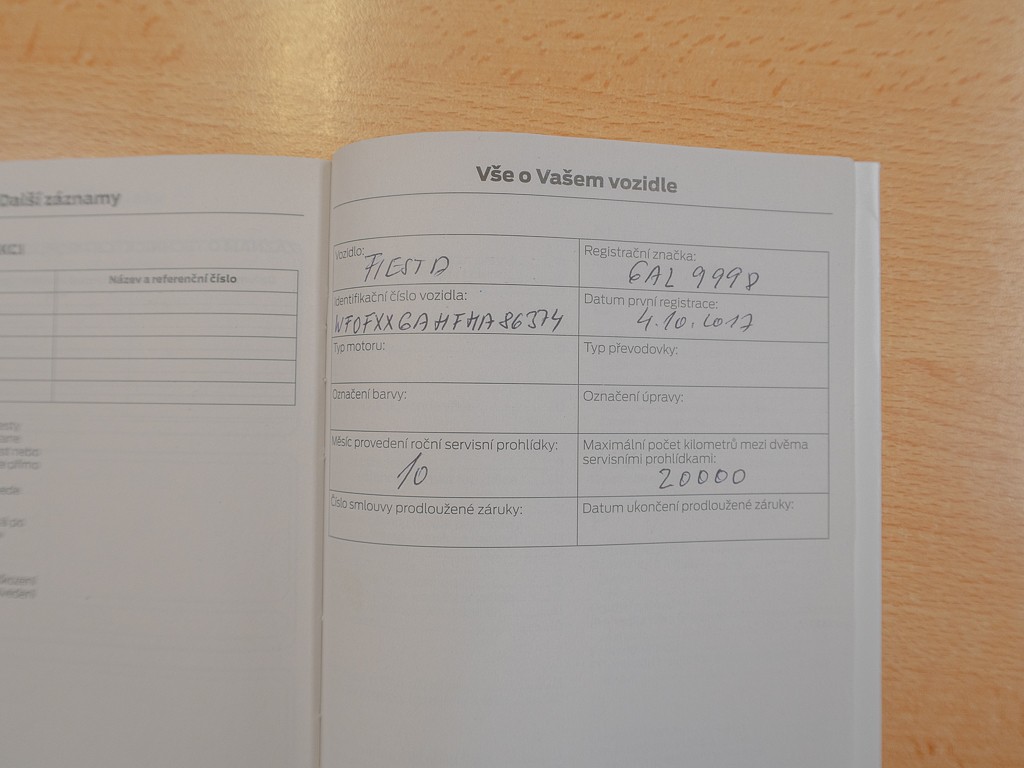 Další záznamy
Název a referenční číslo
Vše o Vašem vozidle
Vozidlo:
FIESTA
Registrační značka:
6AL 9998
Identifikační číslo vozidla:
WF0FXXGAHFHA86374
Datum první registrace:
4.10.2017
Typ motoru:
Typ převodovky:
Označení barvy:
Označení úpravy:
Měsíc provedení roční servisní prohlídky:
10
Maximální počet kilometrů mezi dvěma
servisními prohlídkami:
20000
Číslo smlouvy prodloužené záruky:
Datum ukončení prodloužené záruky: